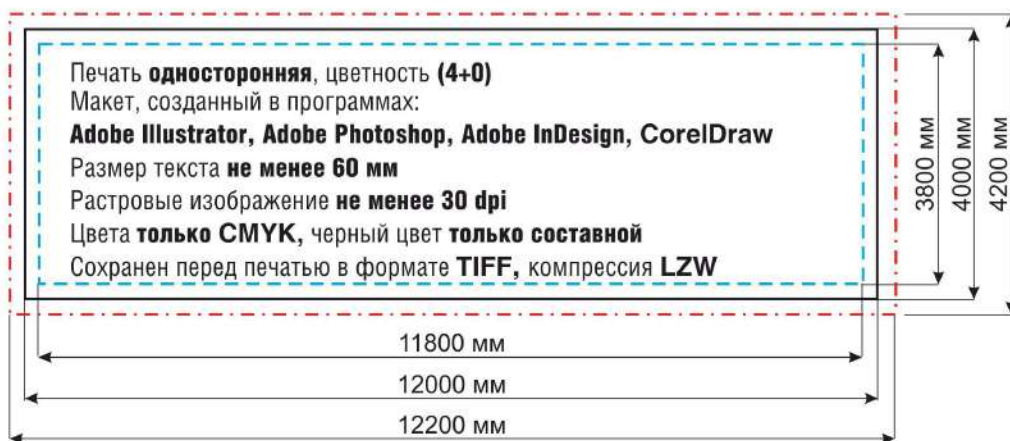 Печать односторонняя, цветность (4+0)
Макет, созданный в программах:
Adobe Illustrator, Adobe Photoshop, Adobe InDesign, CorelDraw
Размер текста не менее 60 мм
Растровые изображение не менее 30 dpi
Цвета только CMYK, черный цвет только составной
Сохранен перед печатью в формате TIFF, компрессия LZW
3800 мм
4000 мм
4200 мм
11800 мм
12000 мм
12200 мм